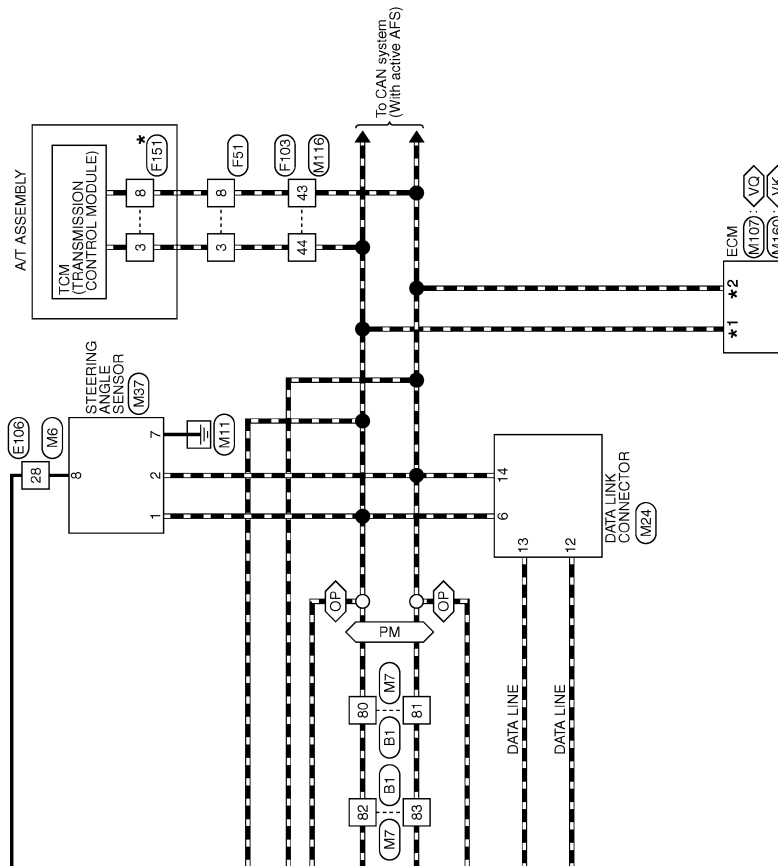 A/T ASSEMBLY
TCM
(TRANSMISSION
CONTROL MODULE)
8
*
F151
8
F51
43
F103
M116
3
3
44
To CAN system
(With active AFS)
ECM
M107 : VQ
M160 : VK
*2
*1
STEERING
ANGLE
SENSOR
M37
E106
M6
28
8
7
M11
2
1
14
6
DATA LINK
CONNECTOR
M24
13
12
OP
OP
PM
80
M7
81
B1
82
B1
83
M7
DATA LINE
DATA LINE